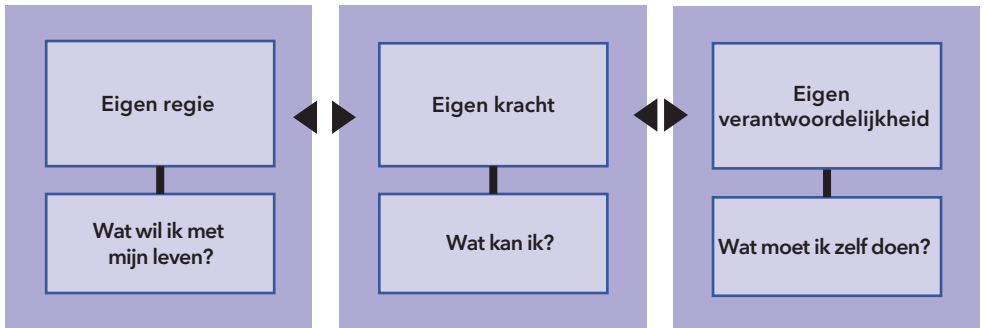 Eigen regie
Wat wil ik met
mijn leven?
Eigen kracht
Wat kan ik?
Eigen
verantwoordelijkheid
Wat moet ik zelf doen?